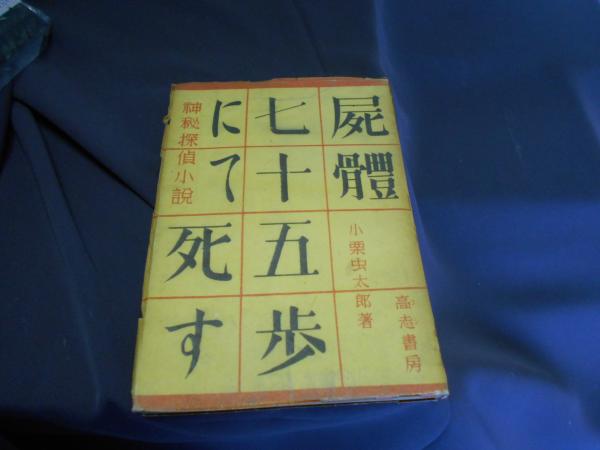 屍體
七十五歩
にて死す
神秘探偵小説
小栗虫太郎著
高志書房